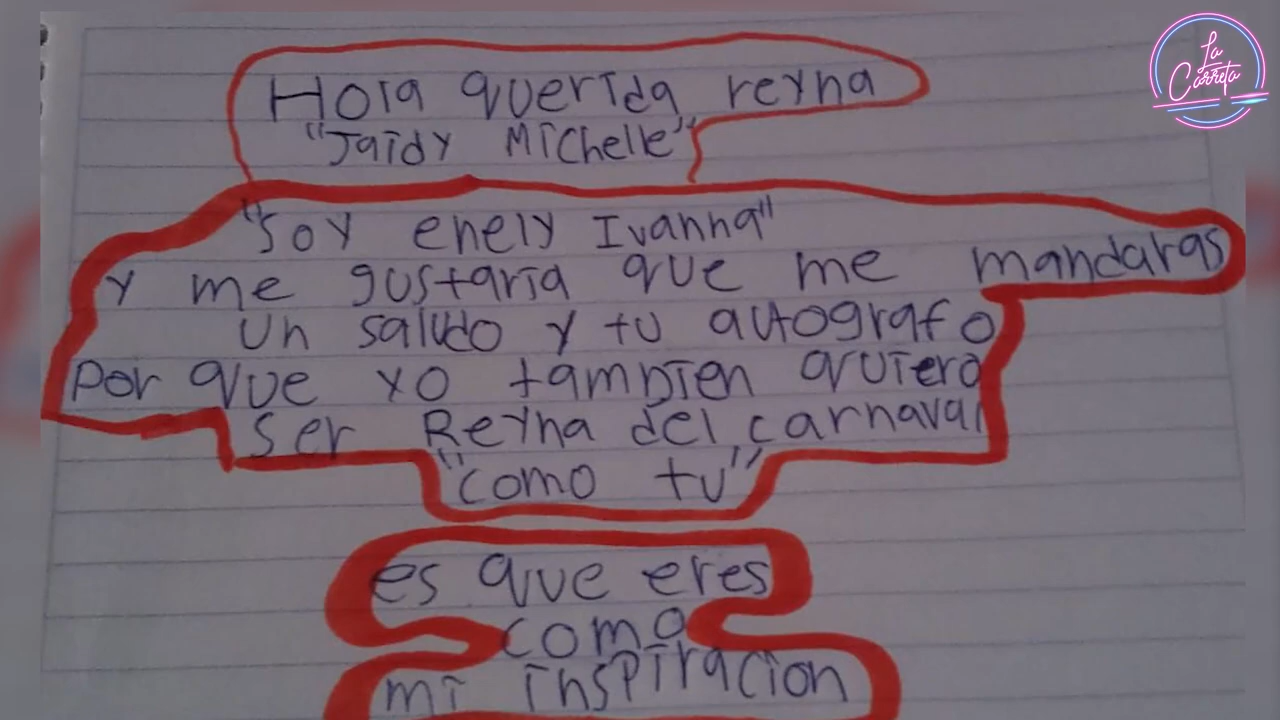 Hola querida reyna
"Jaidy Michelle"
"Soy enely Ivanna"
y me gustaria que me mandaras
un saludo y tu autografo
por que yo tambien quiero
ser Reyna del carnaval
"como tu"
es que eres
como
mi inspiracion
La Carreta